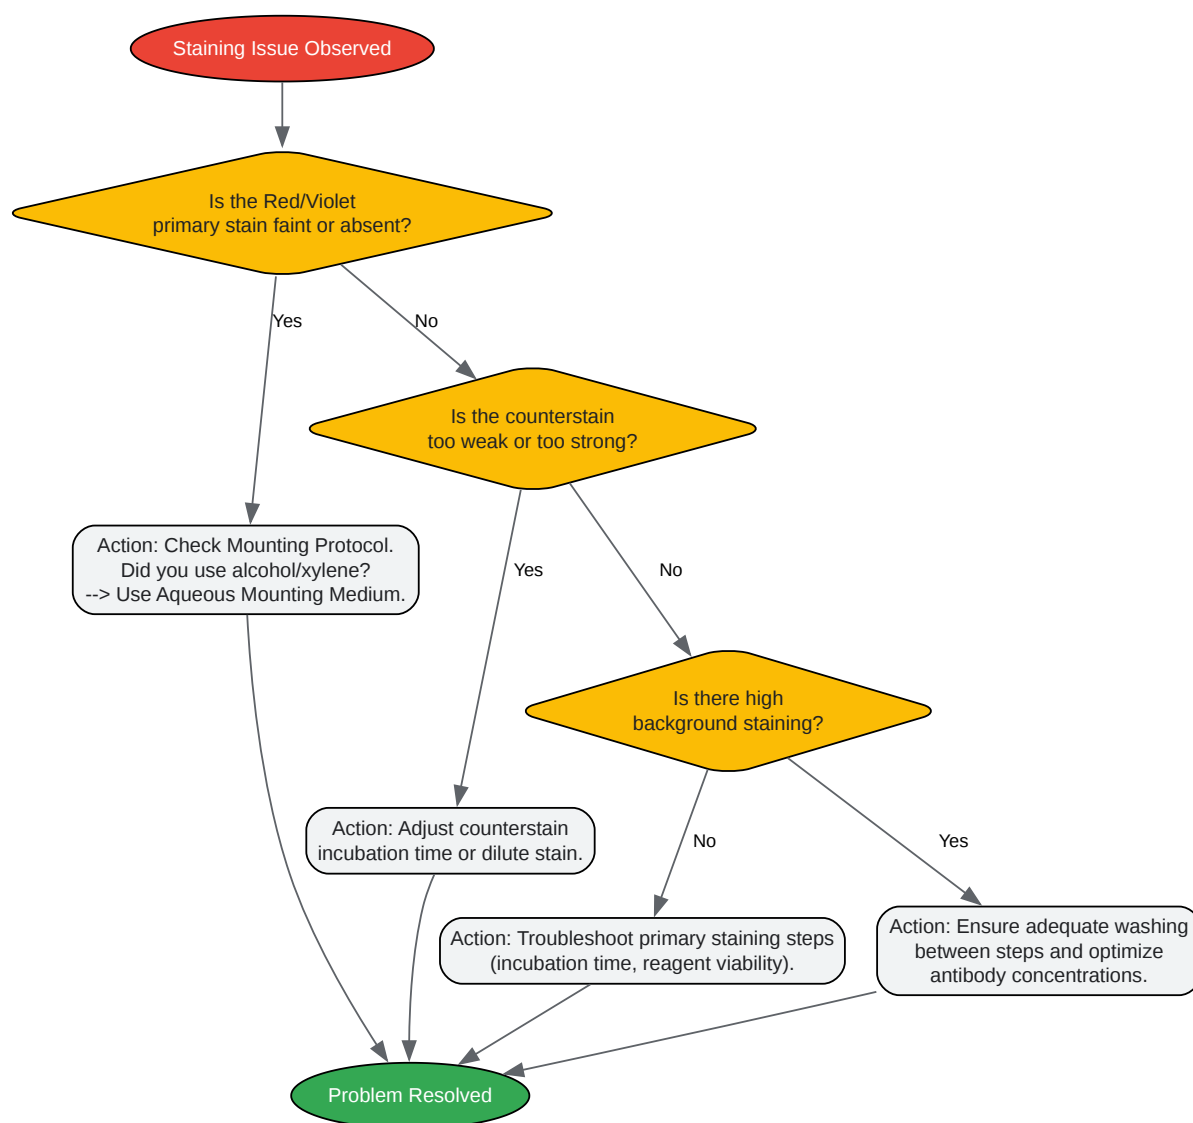 Staining Issue Observed
Is the Red/Violet
primary stain faint or absent?
Yes
No
Is the counterstain
too weak or too strong?
Action: Check Mounting Protocol.
Did you use alcohol/xylene?
--> Use Aqueous Mounting Medium.
Yes
No
Is there high
background staining?
Action: Adjust counterstain
incubation time or dilute stain.
No
Yes
Action: Troubleshoot primary staining steps
(incubation time, reagent viability).
Action: Ensure adequate washing
between steps and optimize
antibody concentrations.
Problem Resolved